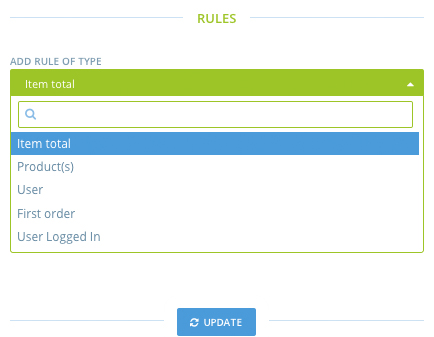 RULES
ADD RULE OF TYPE
Item total
Item total
Product(s)
User
First order
User Logged In
UPDATE